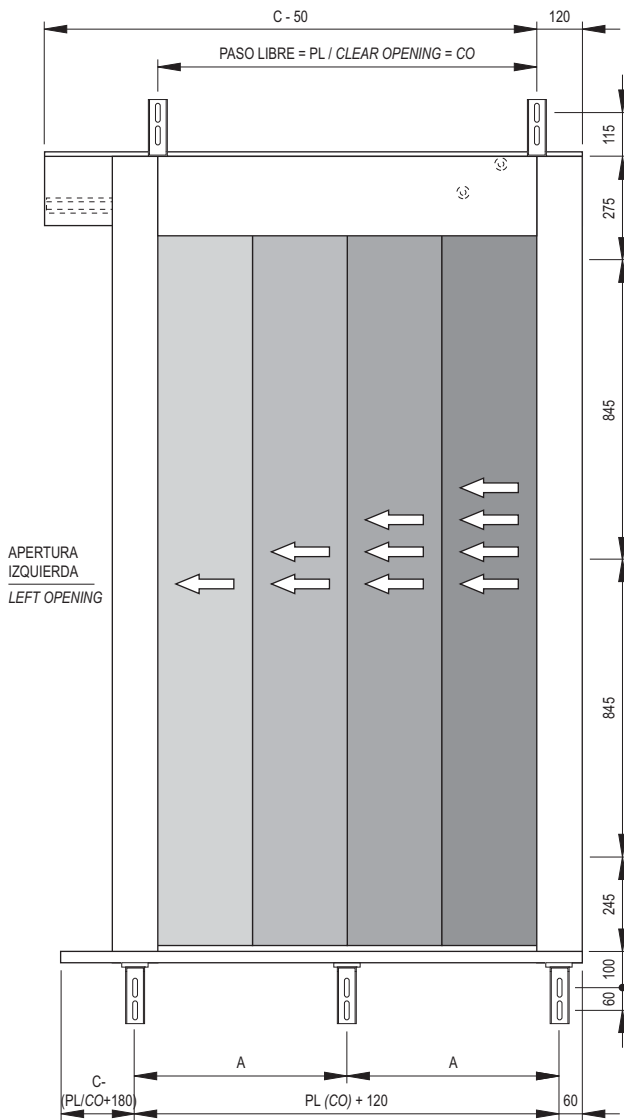 C - 50
120
PASO LIBRE = PL / CLEAR OPENING = CO
115
275
845
APERTURA
IZQUIERDA
LEFT OPENING
845
245
100
60
A
A
C-
(PL/CO+180)
PL (CO) + 120
60